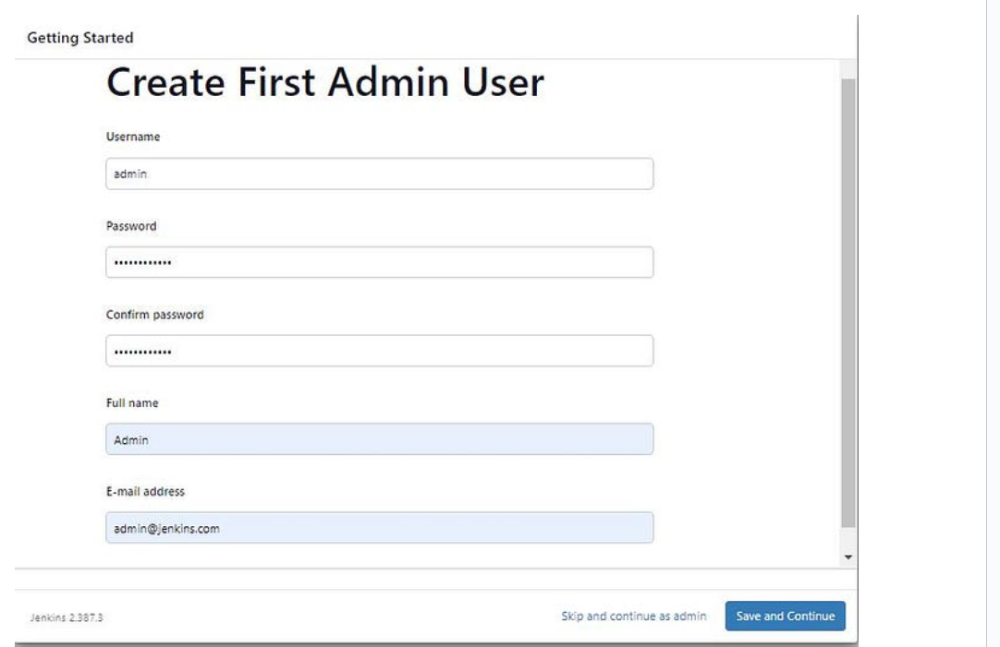 Getting Started
Create First Admin User
Username
admin
Password
••••••••••••
Confirm password
••••••••••••
Full name
Admin
E-mail address
admin@jenkins.com
Jenkins 2.387.3
Skip and continue as admin
Save and Continue